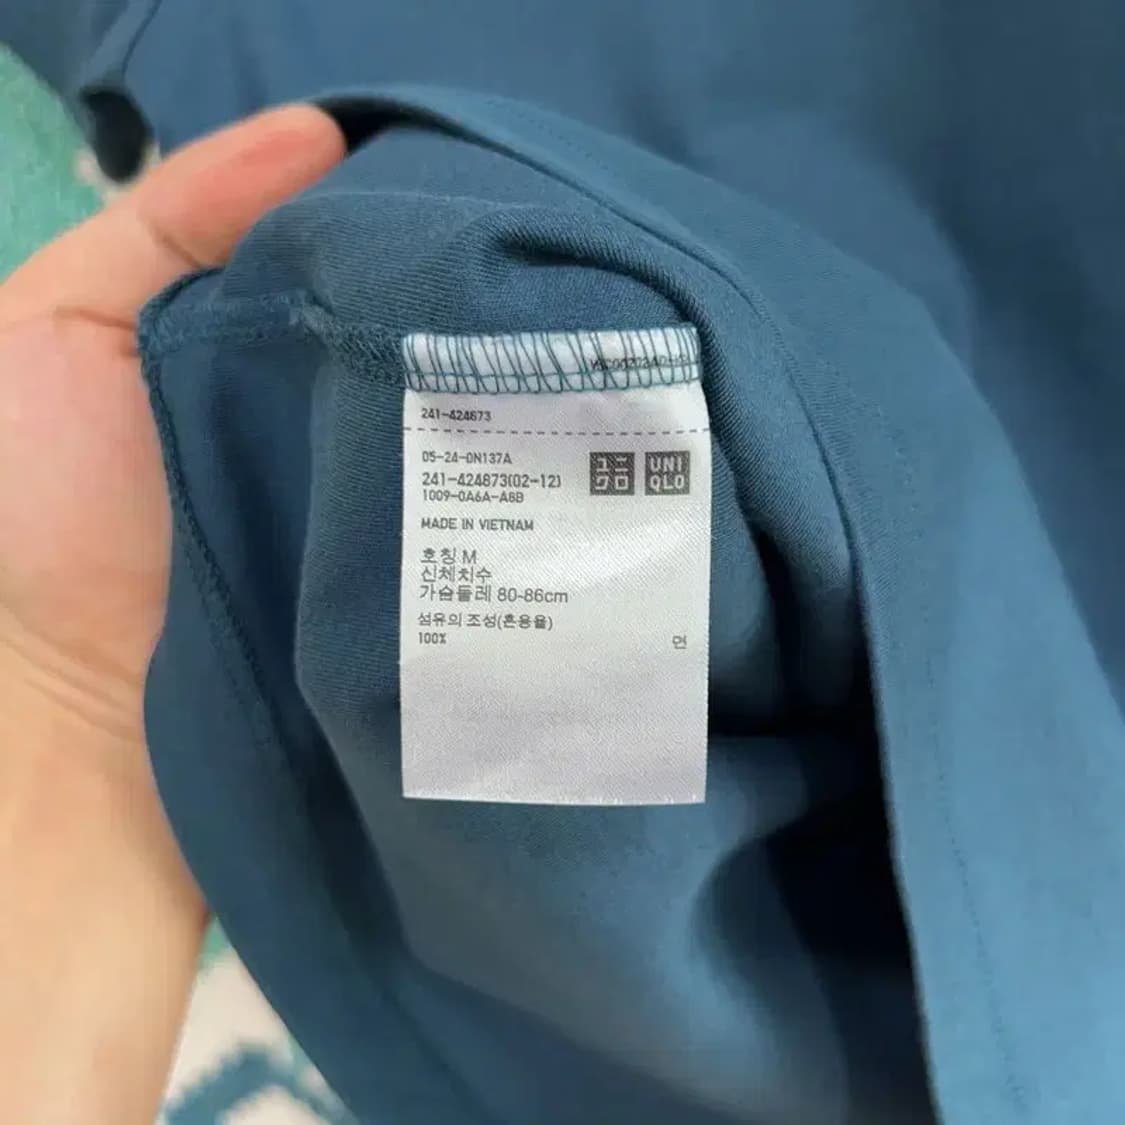 241-424873
05-24-0N137A
ユニ
クロ
UNI
QLO
241-424873(02-12)
1009-0A6A-A6B
MADE IN VIETNAM
호칭 M
신체치수
가슴둘레 80-86cm
섬유의 조성(혼용율)
100% 면